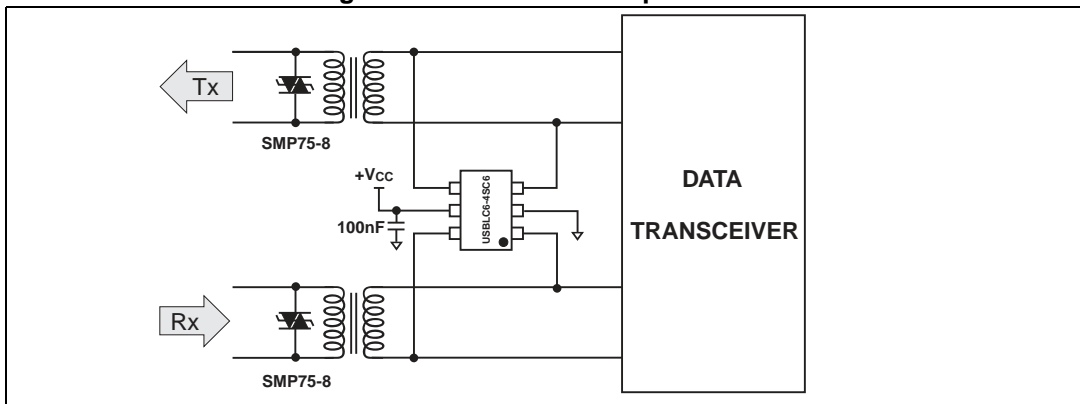 Tx
SMP75-8
+Vcc
100nF
USBLC6-4SC6
DATA
TRANSCEIVER
Rx
SMP75-8